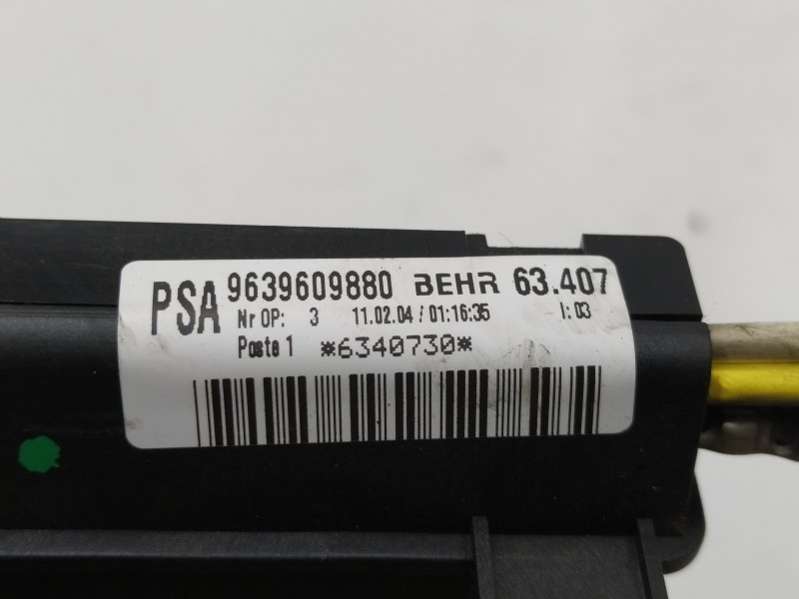 PSA 9639609880 BEHR 63.407
Nr OP: 3 11.02.04 / 01:16:35 I: 03
Poste 1 *6340730*